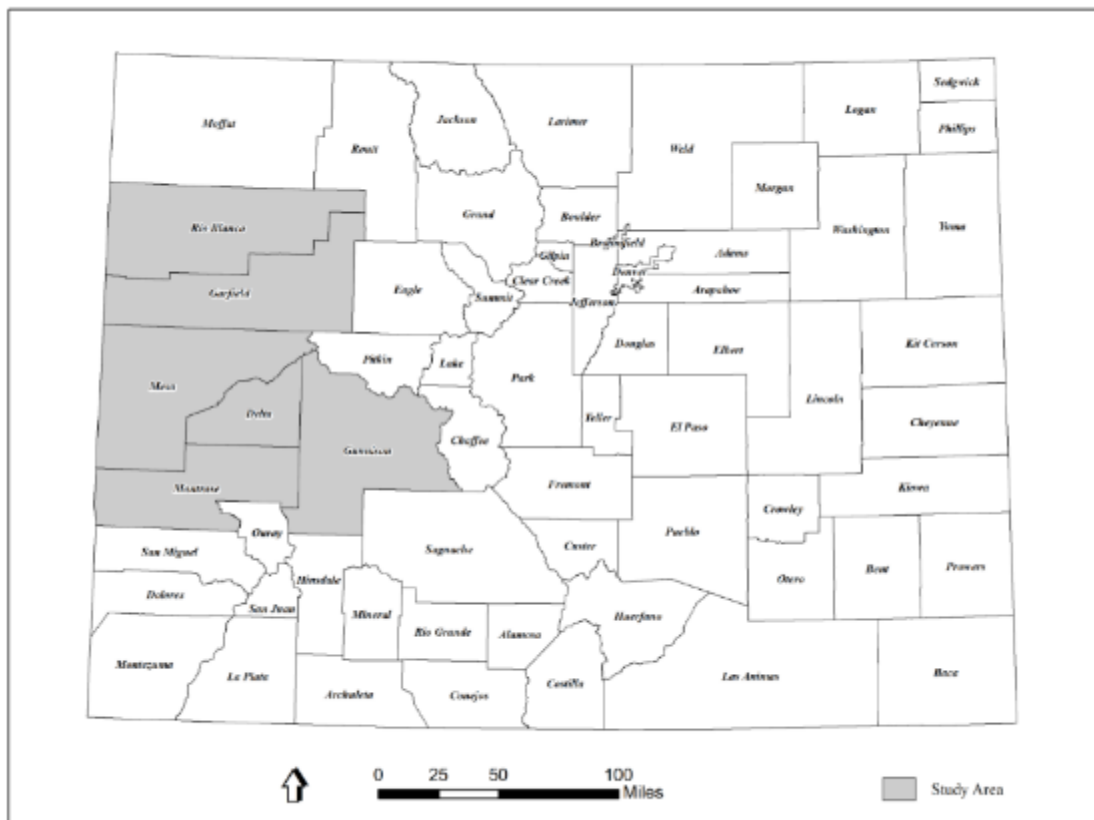 Sedgwick
Logan
Moffat
Jackson
Larimer
Phillips
Routt
Weld
Morgan
Grand
Boulder
Rio Blanco
Washington
Yuma
Broomfield
Gilpin
Adams
Denver
Clear Creek
Eagle
Garfield
Summit
Arapahoe
Jefferson
Douglas
Elbert
Kit Carson
Pitkin
Lake
Park
Mesa
Lincoln
Delta
Teller
El Paso
Cheyenne
Chaffee
Gunnison
Fremont
Montrose
Kiowa
Crowley
Ouray
Pueblo
San Miguel
Saguache
Custer
Hinsdale
Otero
Bent
Prowers
Dolores
San Juan
Mineral
Huerfano
Rio Grande
Alamosa
Montezuma
La Plata
Las Animas
Baca
Costilla
Archuleta
Conejos
0 25 50 100
Miles
Study Area